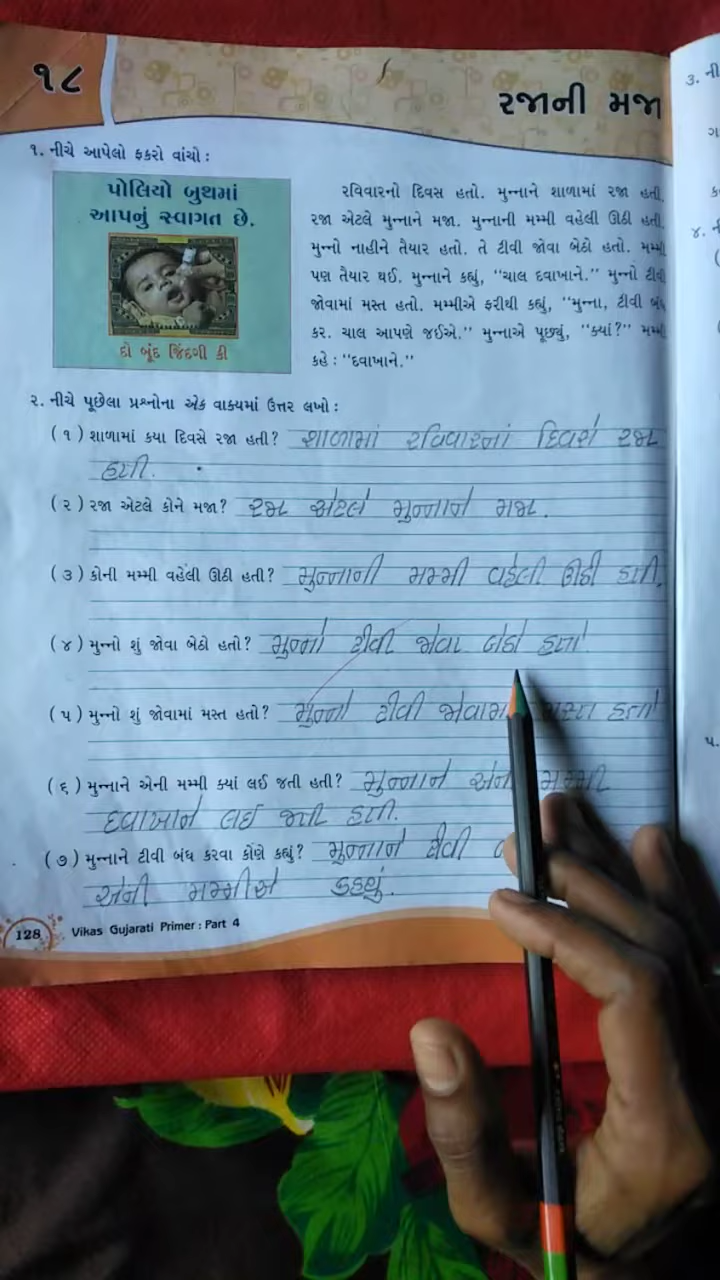 ૧૮
રજાની મજા
૧. નીચે આપેલો ફકરો વાંચો :
પોલિયો બુથમાં
આપનું સ્વાગત છે.
દો બૂંદ જિંદગી કી
રવિવારનો દિવસ હતો. મુન્નાને શાળામાં રજા હતી.
રજા એટલે મુન્નાને મજા. મુન્નાની મમ્મી વહેલી ઊઠી હતી.
મુન્નો નાહીને તૈયાર હતો. તે ટીવી જોવા બેઠો હતો. મમ્મી
પણ તૈયાર થઈ. મુન્નાને કહ્યું, “ચાલ દવાખાને.” મુન્નો ટીવી
જોવામાં મસ્ત હતો. મમ્મીએ ફરીથી કહ્યું, “મુન્ના, ટીવી બંધ
કર. ચાલ આપણે જઈએ.” મુન્નાએ પૂછ્યું, “ક્યાં?” મમ્મી
કહે : “દવાખાને.”
૨. નીચે પૂછેલા પ્રશ્નોના એક વાક્યમાં ઉત્તર લખો :
(૧) શાળામાં કયા દિવસે રજા હતી? શાળામાં રવિવારનાં દિવસે રજા
હતી.
(૨) રજા એટલે કોને મજા? રજા એટલે મુન્નાને મજા.
(૩) કોની મમ્મી વહેલી ઊઠી હતી? મુન્નાની મમ્મી વહેલી ઊઠી હતી.
(૪) મુન્નો શું જોવા બેઠો હતો? મુન્નો ટીવી જોવા બેઠો હતો.
(૫) મુન્નો શું જોવામાં મસ્ત હતો? મુન્નો ટીવી જોવામાં મસ્ત હતો
(૬) મુન્નાને એની મમ્મી ક્યાં લઈ જતી હતી? મુન્નાને એની મમ્મી
દવાખાને લઈ જતી હતી.
(૭) મુન્નાને ટીવી બંધ કરવા કોણે કહ્યું? મુન્નાને ટીવી
એની મમ્મીએ કહ્યું.
128 Vikas Gujarati Primer : Part 4
૩. ની
૪. ની
૫.